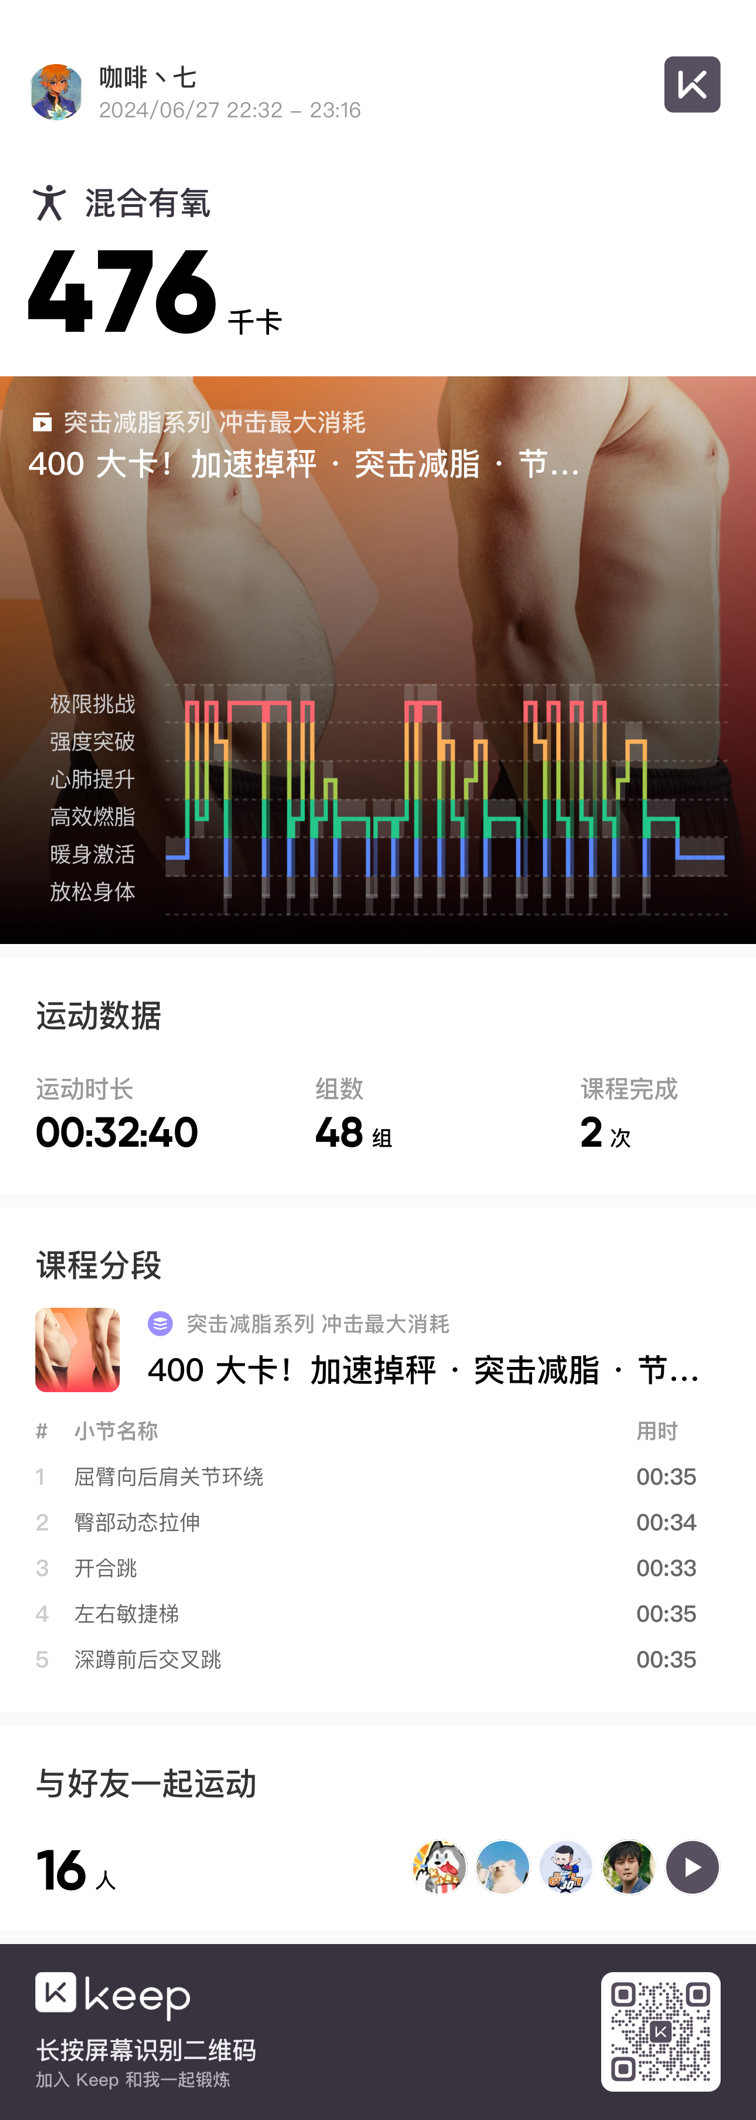 咖啡丶七
2024/06/27 22:32 – 23:16
混合有氧
476 千卡
突击减脂系列 冲击最大消耗
400 大卡！加速掉秤 · 突击减脂 · 节...
极限挑战
强度突破
心肺提升
高效燃脂
暖身激活
放松身体
运动数据
运动时长 组数 课程完成
00:32:40 48 组 2 次
课程分段
突击减脂系列 冲击最大消耗
400 大卡！加速掉秤 · 突击减脂 · 节...
# 小节名称 用时
1 屈臂向后肩关节环绕 00:35
2 臀部动态拉伸 00:34
3 开合跳 00:33
4 左右敏捷梯 00:35
5 深蹲前后交叉跳 00:35
与好友一起运动
16 人
keep
长按屏幕识别二维码
加入 Keep 和我一起锻炼